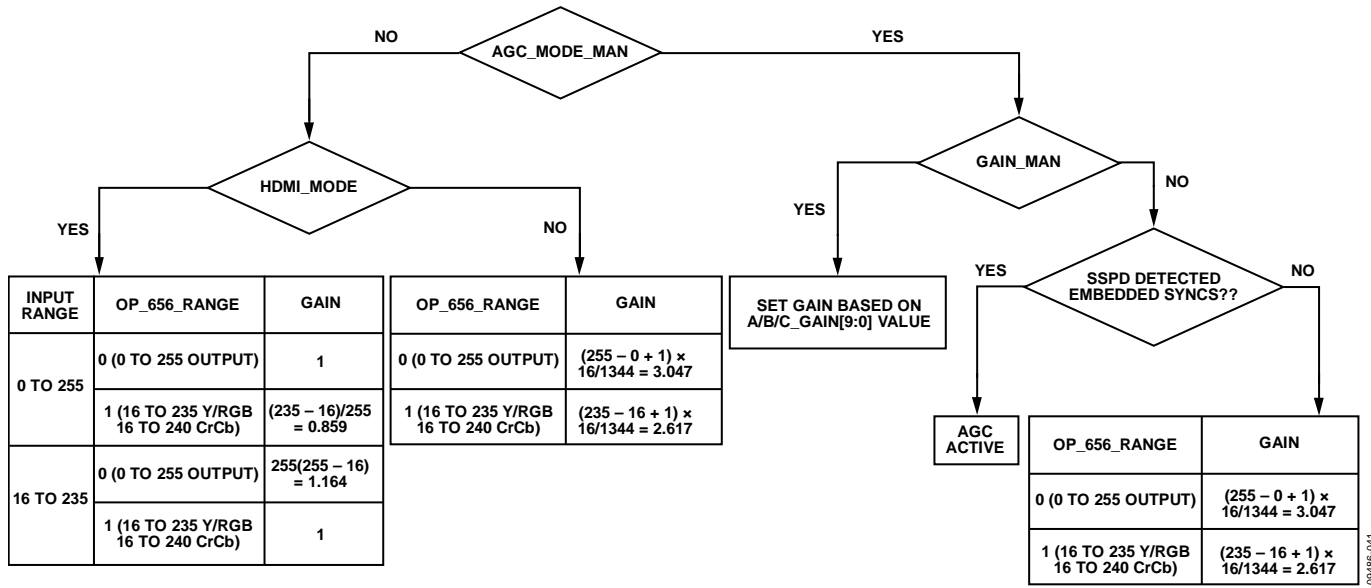 AGC_MODE_MAN
NO
YES
HDMI_MODE
YES
NO
GAIN_MAN
YES
NO
SSPD DETECTED
EMBEDDED SYNCS??
YES
NO
INPUT
RANGE
OP_656_RANGE
GAIN
0 TO 255
0 (0 TO 255 OUTPUT)
1
1 (16 TO 235 Y/RGB
16 TO 240 CrCb)
(235 – 16)/255
= 0.859
16 TO 235
0 (0 TO 255 OUTPUT)
255(255 – 16)
= 1.164
1 (16 TO 235 Y/RGB
16 TO 240 CrCb)
1
OP_656_RANGE
GAIN
0 (0 TO 255 OUTPUT)
(255 – 0 + 1) ×
16/1344 = 3.047
1 (16 TO 235 Y/RGB
16 TO 240 CrCb)
(235 – 16 + 1) ×
16/1344 = 2.617
SET GAIN BASED ON
A/B/C_GAIN[9:0] VALUE
AGC
ACTIVE
OP_656_RANGE
GAIN
0 (0 TO 255 OUTPUT)
(255 – 0 + 1) ×
16/1344 = 3.047
1 (16 TO 235 Y/RGB
16 TO 240 CrCb)
(235 – 16 + 1) ×
16/1344 = 2.617